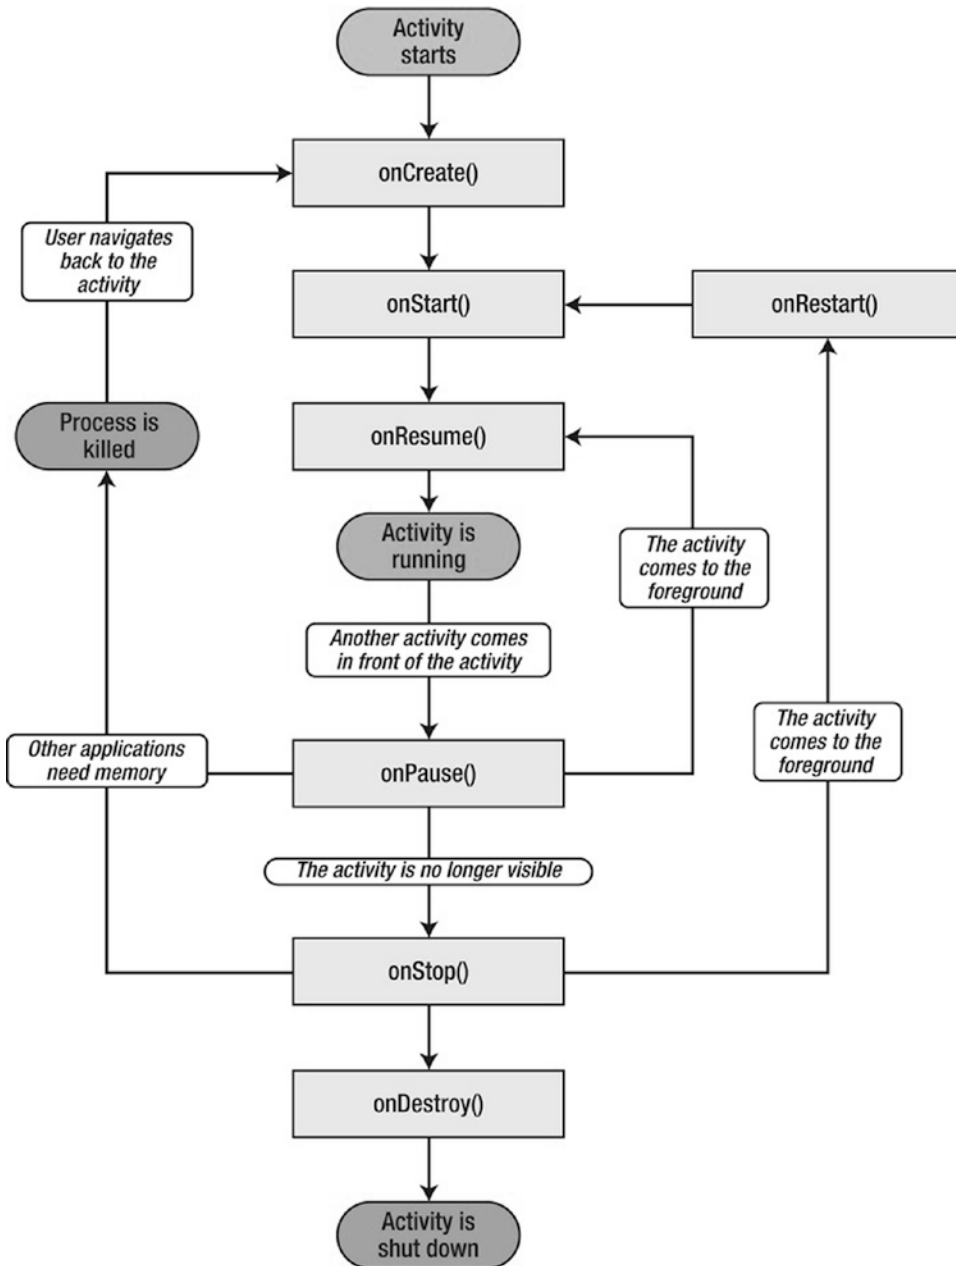 Activity
starts
onCreate()
User navigates
back to the
activity
onStart()
onRestart()
Process is
killed
onResume()
Activity is
running
The activity
comes to the
foreground
Another activity comes
in front of the activity
The activity
comes to the
foreground
Other applications
need memory
onPause()
The activity is no longer visible
onStop()
onDestroy()
Activity is
shut down